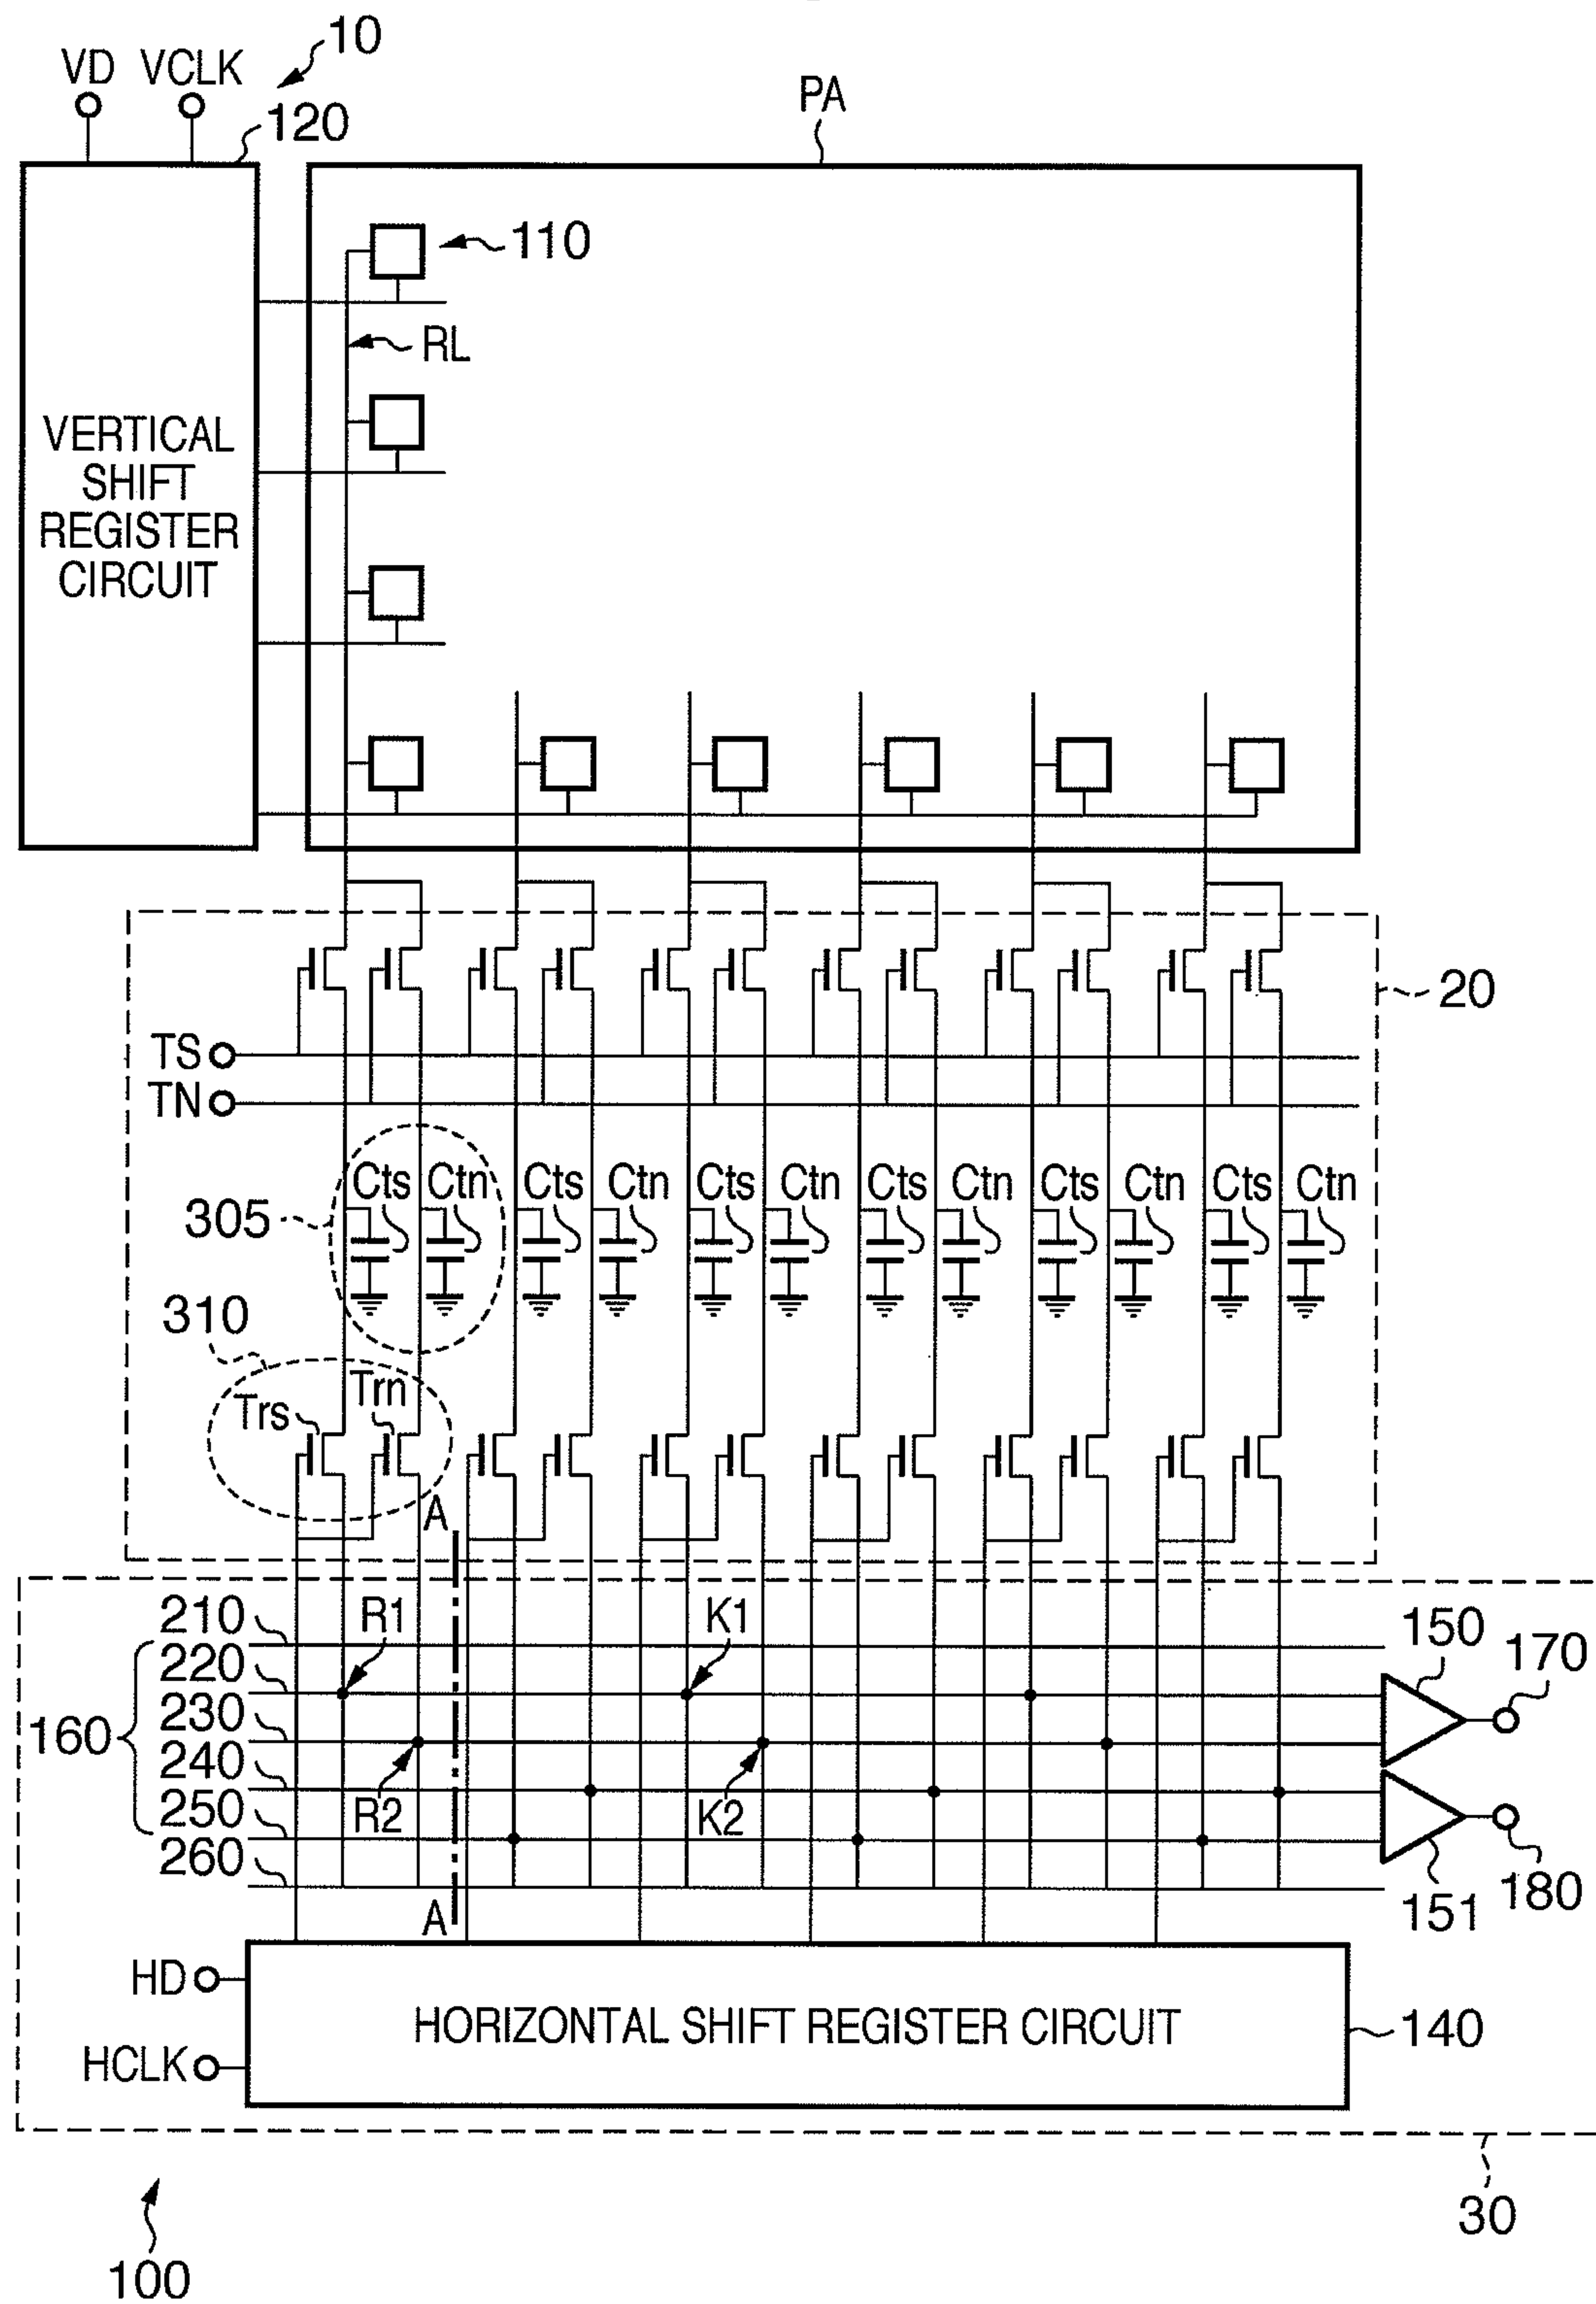 10
VD VCLK
120
PA
110
RL
VERTICAL
SHIFT
REGISTER
CIRCUIT
20
TS
TN
Cts Ctn Cts Ctn Cts Ctn Cts Ctn Cts Ctn Cts Ctn
305
310
Trs Trn
A
210 R1 K1 150
220 170
230
160
240
R2 K2
250
260
151 180
A
HD
HORIZONTAL SHIFT REGISTER CIRCUIT
140
HCLK
30
100